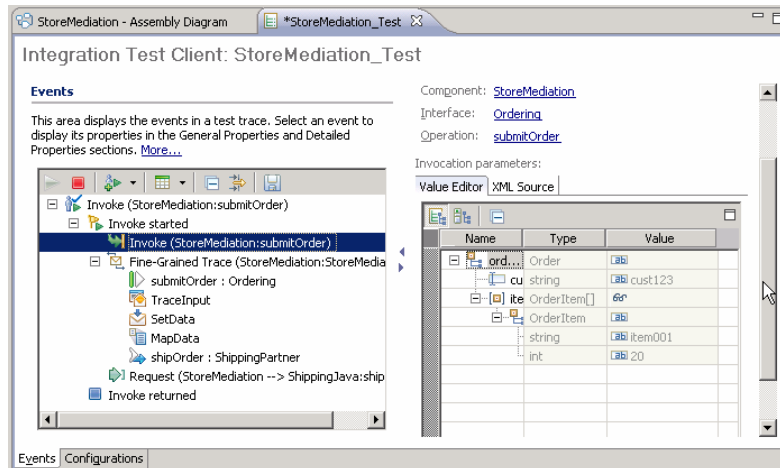 StoreMediation - Assembly Diagram
*StoreMediation_Test
Integration Test Client: StoreMediation_Test
Events
This area displays the events in a test trace. Select an event to
display its properties in the General Properties and Detailed
Properties sections. More...
Invoke (StoreMediation:submitOrder)
Invoke started
Invoke (StoreMediation:submitOrder)
Fine-Grained Trace (StoreMediation:StoreMedia
submitOrder : Ordering
TraceInput
SetData
MapData
shipOrder : ShippingPartner
Request (StoreMediation --> ShippingJava:ship
Invoke returned
Component: StoreMediation
Interface: Ordering
Operation: submitOrder
Invocation parameters:
Value Editor XML Source
Name Type Value
ord... Order
cu string cust123
ite OrderItem[]
OrderItem
string item001
int 20
Events Configurations